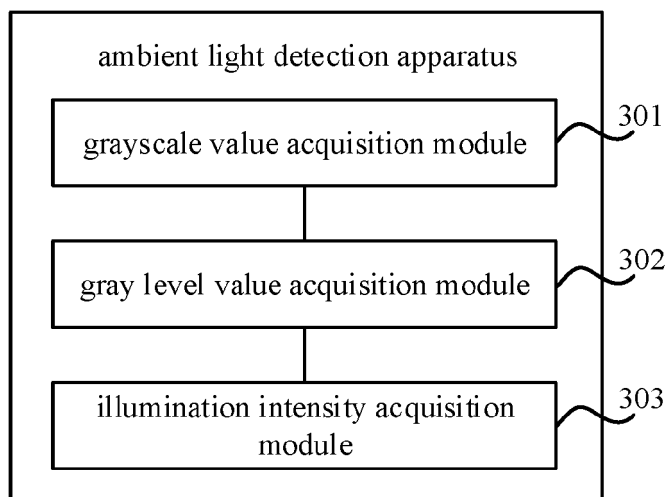 ambient light detection apparatus
grayscale value acquisition module
301
gray level value acquisition module
302
illumination intensity acquisition
module
303